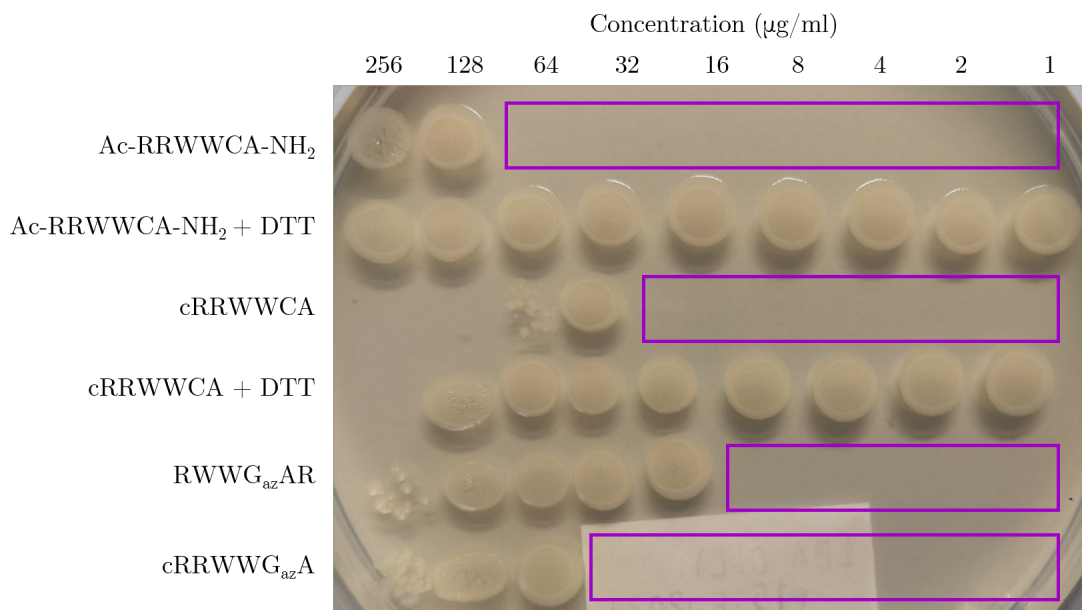 Concentration (µg/ml)
256 128 64 32 16 8 4 2 1
Ac-RRWWCA-NH₂
Ac-RRWWCA-NH₂ + DTT
cRRWWCA
cRRWWCA + DTT
RWWGₐzAR
cRRWWGₐzA